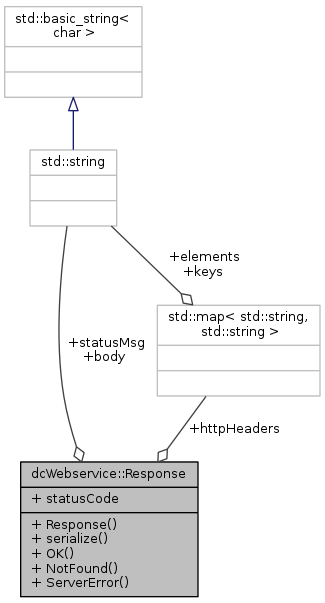 std::basic_string<
char >
std::string
+elements
+keys
std::map< std::string,
std::string >
+statusMsg
+body
+httpHeaders
dcWebservice::Response
+ statusCode
+ Response()
+ serialize()
+ OK()
+ NotFound()
+ ServerError()